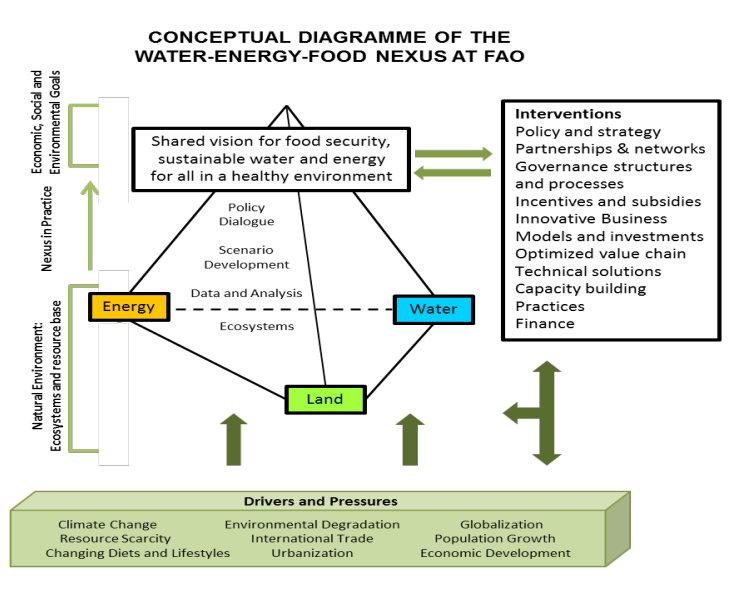 CONCEPTUAL DIAGRAMME OF THE
WATER-ENERGY-FOOD NEXUS AT FAO
Economic, Social and
Environmental Goals
Nexus in Practice
Natural Environment:
Ecosystems and resource base
Shared vision for food security,
sustainable water and energy
for all in a healthy environment
Policy
Dialogue
Scenario
Development
Data and Analysis
Ecosystems
Energy
Water
Land
Interventions
Policy and strategy
Partnerships & networks
Governance structures
and processes
Incentives and subsidies
Innovative Business
Models and investments
Optimized value chain
Technical solutions
Capacity building
Practices
Finance
Drivers and Pressures
Climate Change
Resource Scarcity
Changing Diets and Lifestyles
Environmental Degradation
International Trade
Urbanization
Globalization
Population Growth
Economic Development